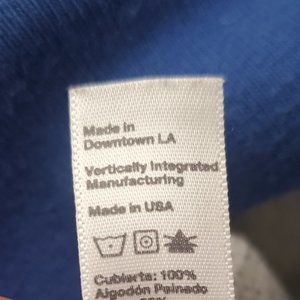 Made in
Downtown LA
Vertically Integrated
Manufacturing
Made in USA
Cubierta: 100%
Algodón Peinado